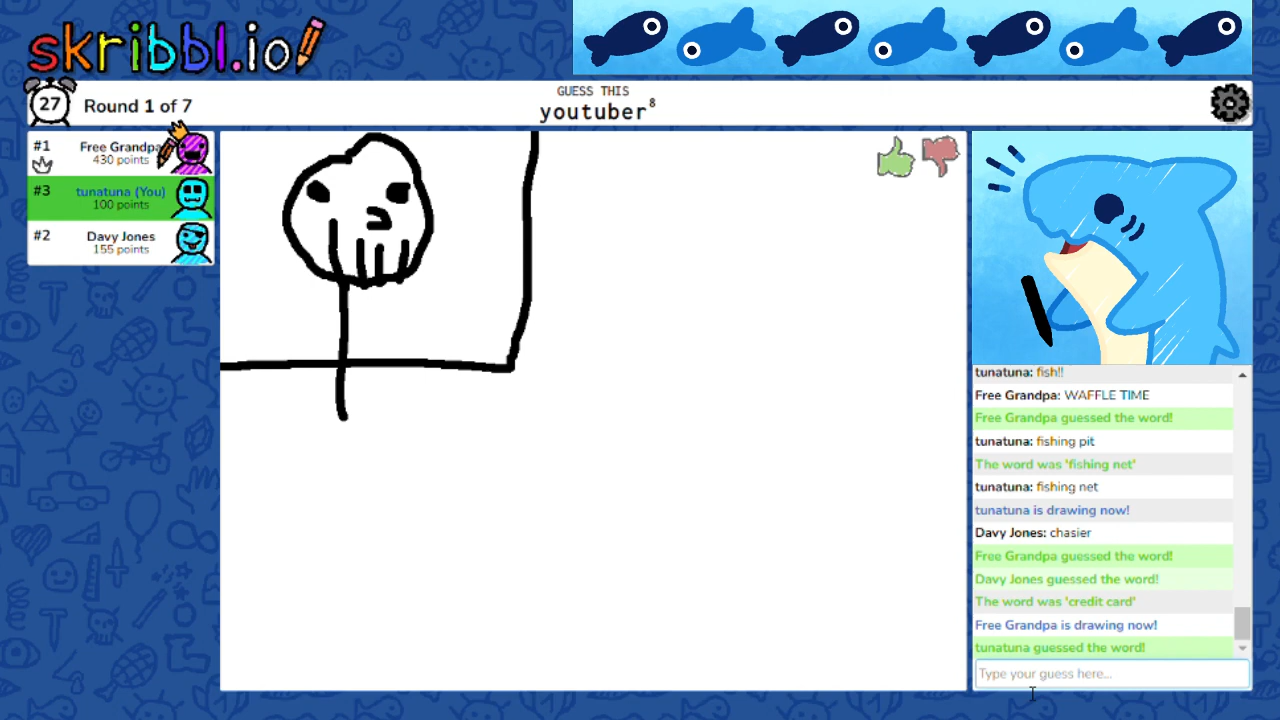 skribbl.io
27
Round 1 of 7
GUESS THIS
youtuber8
#1
Free Grandpa
430 points
#3
tunatuna (You)
100 points
#2
Davy Jones
155 points
tunatuna: fish!!
Free Grandpa: WAFFLE TIME
Free Grandpa guessed the word!
tunatuna: fishing pit
The word was 'fishing net'
tunatuna: fishing net
tunatuna is drawing now!
Davy Jones: chasier
Free Grandpa guessed the word!
Davy Jones guessed the word!
The word was 'credit card'
Free Grandpa is drawing now!
tunatuna guessed the word!
Type your guess here...